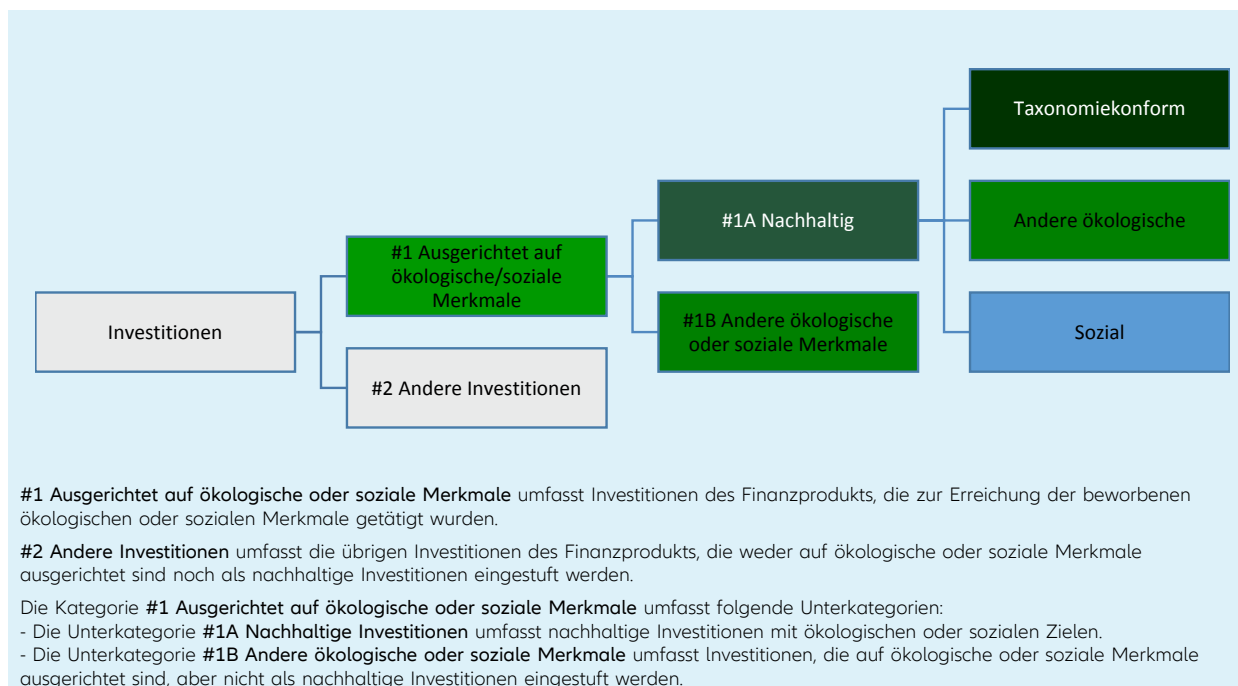 Taxonomiekonform
#1A Nachhaltig
Andere ökologische
#1 Ausgerichtet auf
ökologische/soziale
Merkmale
Investitionen
#1B Andere ökologische
oder soziale Merkmale
Sozial
#2 Andere Investitionen
#1 Ausgerichtet auf ökologische oder soziale Merkmale umfasst Investitionen des Finanzprodukts, die zur Erreichung der beworbenen
ökologischen oder sozialen Merkmale getätigt wurden.
#2 Andere Investitionen umfasst die übrigen Investitionen des Finanzprodukts, die weder auf ökologische oder soziale Merkmale
ausgerichtet sind noch als nachhaltige Investitionen eingestuft werden.
Die Kategorie #1 Ausgerichtet auf ökologische oder soziale Merkmale umfasst folgende Unterkategorien:
- Die Unterkategorie #1A Nachhaltige Investitionen umfasst nachhaltige Investitionen mit ökologischen oder sozialen Zielen.
- Die Unterkategorie #1B Andere ökologische oder soziale Merkmale umfasst Investitionen, die auf ökologische oder soziale Merkmale
ausgerichtet sind, aber nicht als nachhaltige Investitionen eingestuft werden.